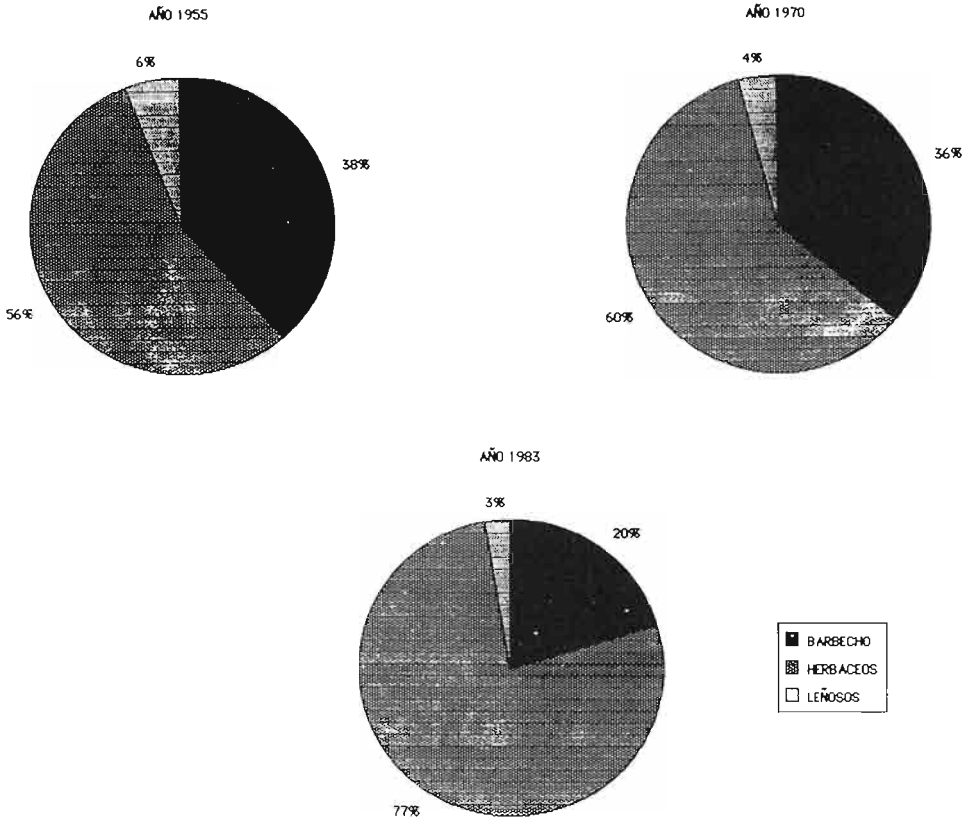 AÑO 1955
6%
38%
56%
AÑO 1970
4%
36%
60%
AÑO 1983
3%
20%
77%
BARBECHO
HERBACEOS
LEÑOSOS